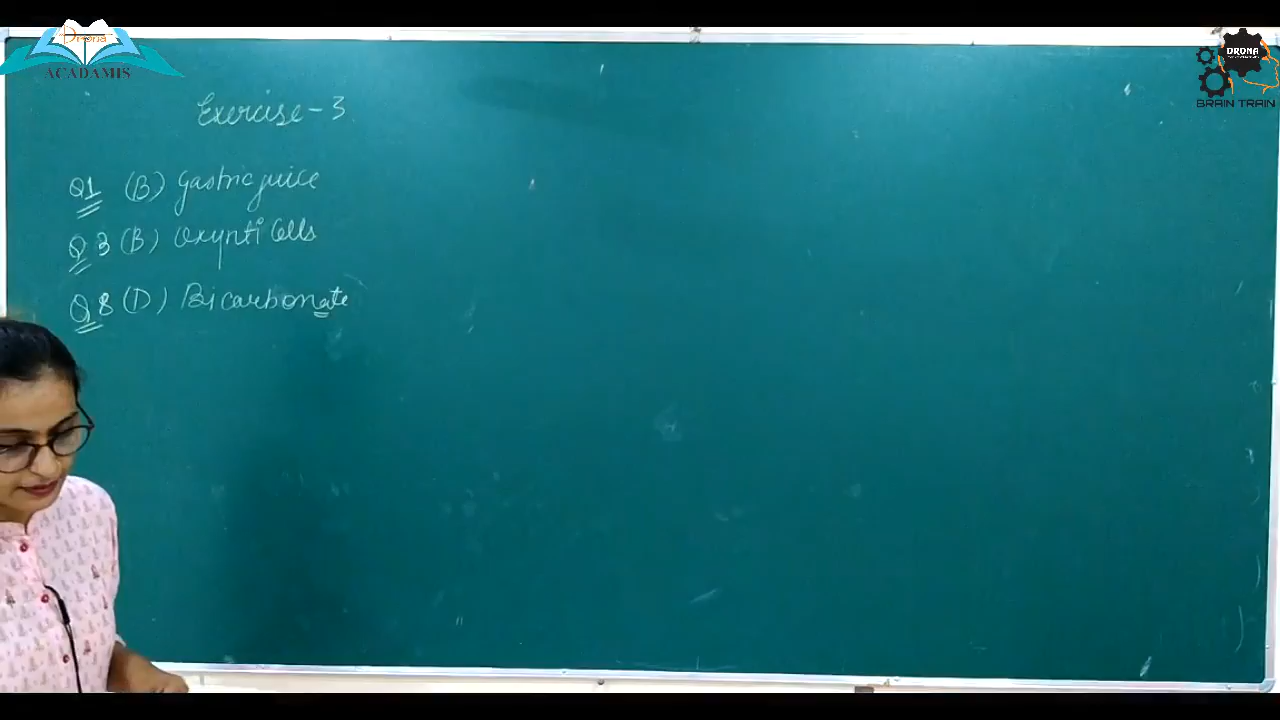 Drona
ACADAMIS
DRONA
BRAIN TRAIN
Exercise - 3
Q1 (B) Gastric juice
Q3 (B) Oxynti Cells
Q8 (D) Bicarbonate